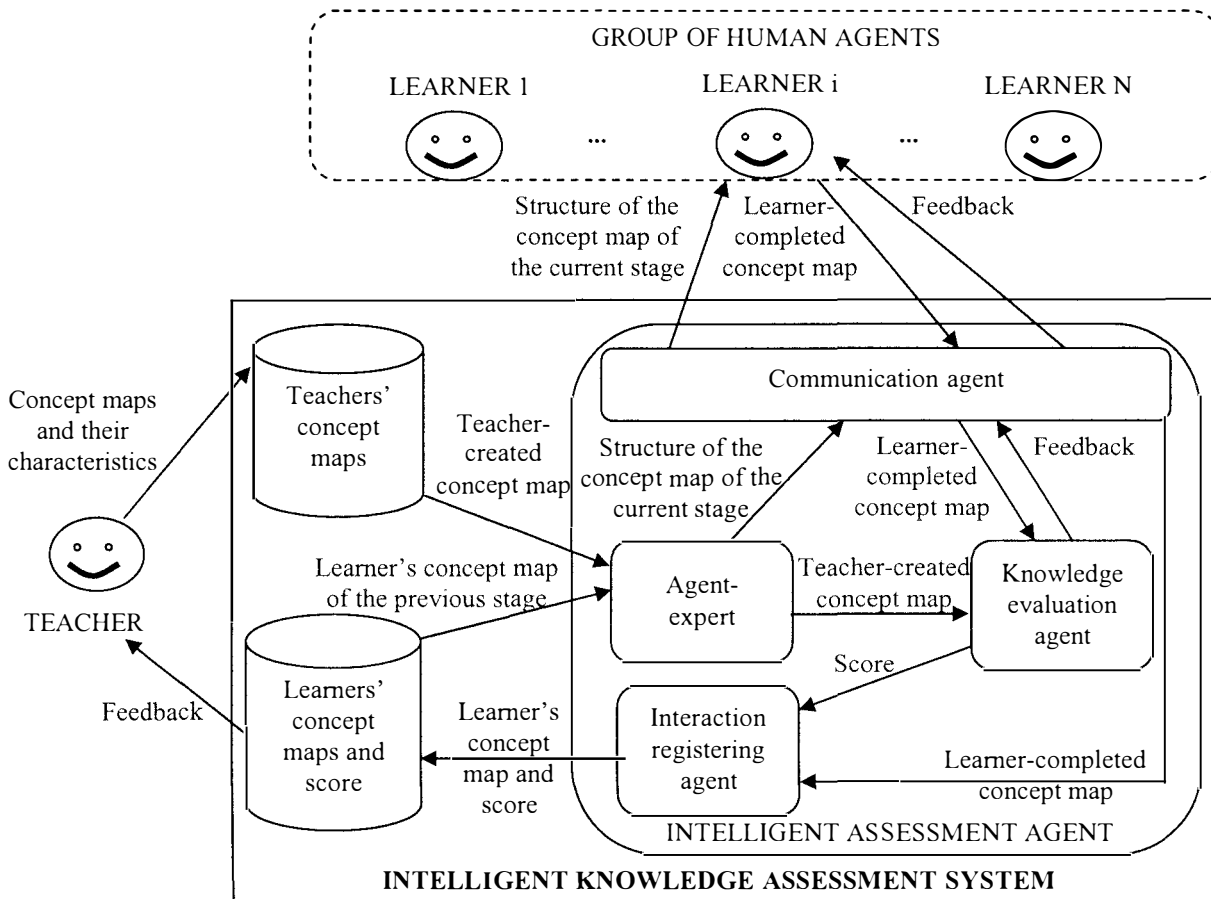 GROUP OF HUMAN AGENTS
LEARNER 1
LEARNER i
LEARNER N
...
...
Structure of the
concept map of
the current stage
Learner-
completed
concept map
Feedback
Communication agent
Teachers'
concept
maps
Concept maps
and their
characteristics
Teacher-
created
concept map
Structure of the
concept map of the
current stage
Learner-
completed
concept map
Feedback
TEACHER
Learner's concept map
of the previous stage
Agent-
expert
Teacher-created
concept map
Knowledge
evaluation
agent
Score
Feedback
Learners'
concept
maps and
score
Learner's
concept
map and
score
Interaction
registering
agent
Learner-completed
concept map
INTELLIGENT ASSESSMENT AGENT
INTELLIGENT KNOWLEDGE ASSESSMENT SYSTEM